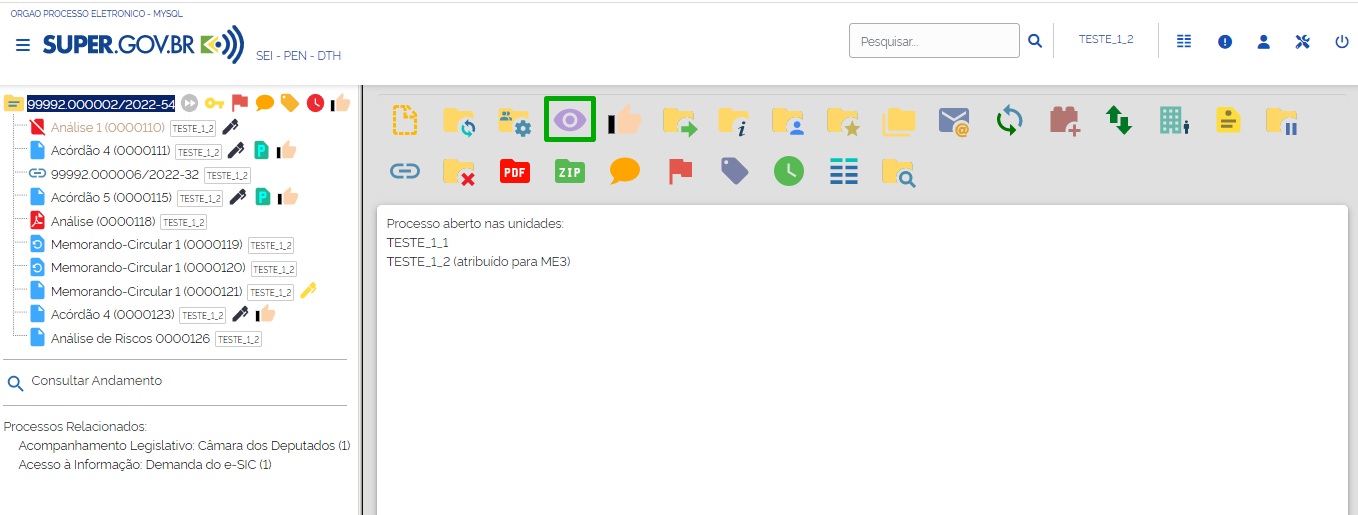 ORGAO PROCESSO ELETRONICO - MYSQL
SUPER.GOV.BR
SEI - PEN - DTH
Pesquisar...
TESTE_1_2
99992.000002/2022-54
Análise 1 (0000110) TESTE_1_2
Acórdão 4 (0000111) TESTE_1_2 P
99992.000006/2022-32 TESTE_1_2
Acórdão 5 (0000115) TESTE_1_2 P
Análise (0000118) TESTE_1_2
Memorando-Circular 1 (0000119) TESTE_1_2
Memorando-Circular 1 (0000120) TESTE_1_2
Memorando-Circular 1 (0000121) TESTE_1_2
Acórdão 4 (0000123) TESTE_1_2
Análise de Riscos 0000126 TESTE_1_2
Consultar Andamento
Processos Relacionados:
Acompanhamento Legislativo: Câmara dos Deputados (1)
Acesso à Informação: Demanda do e-SIC (1)
PDF
ZIP
Processo aberto nas unidades:
TESTE_1_1
TESTE_1_2 (atribuído para ME3)